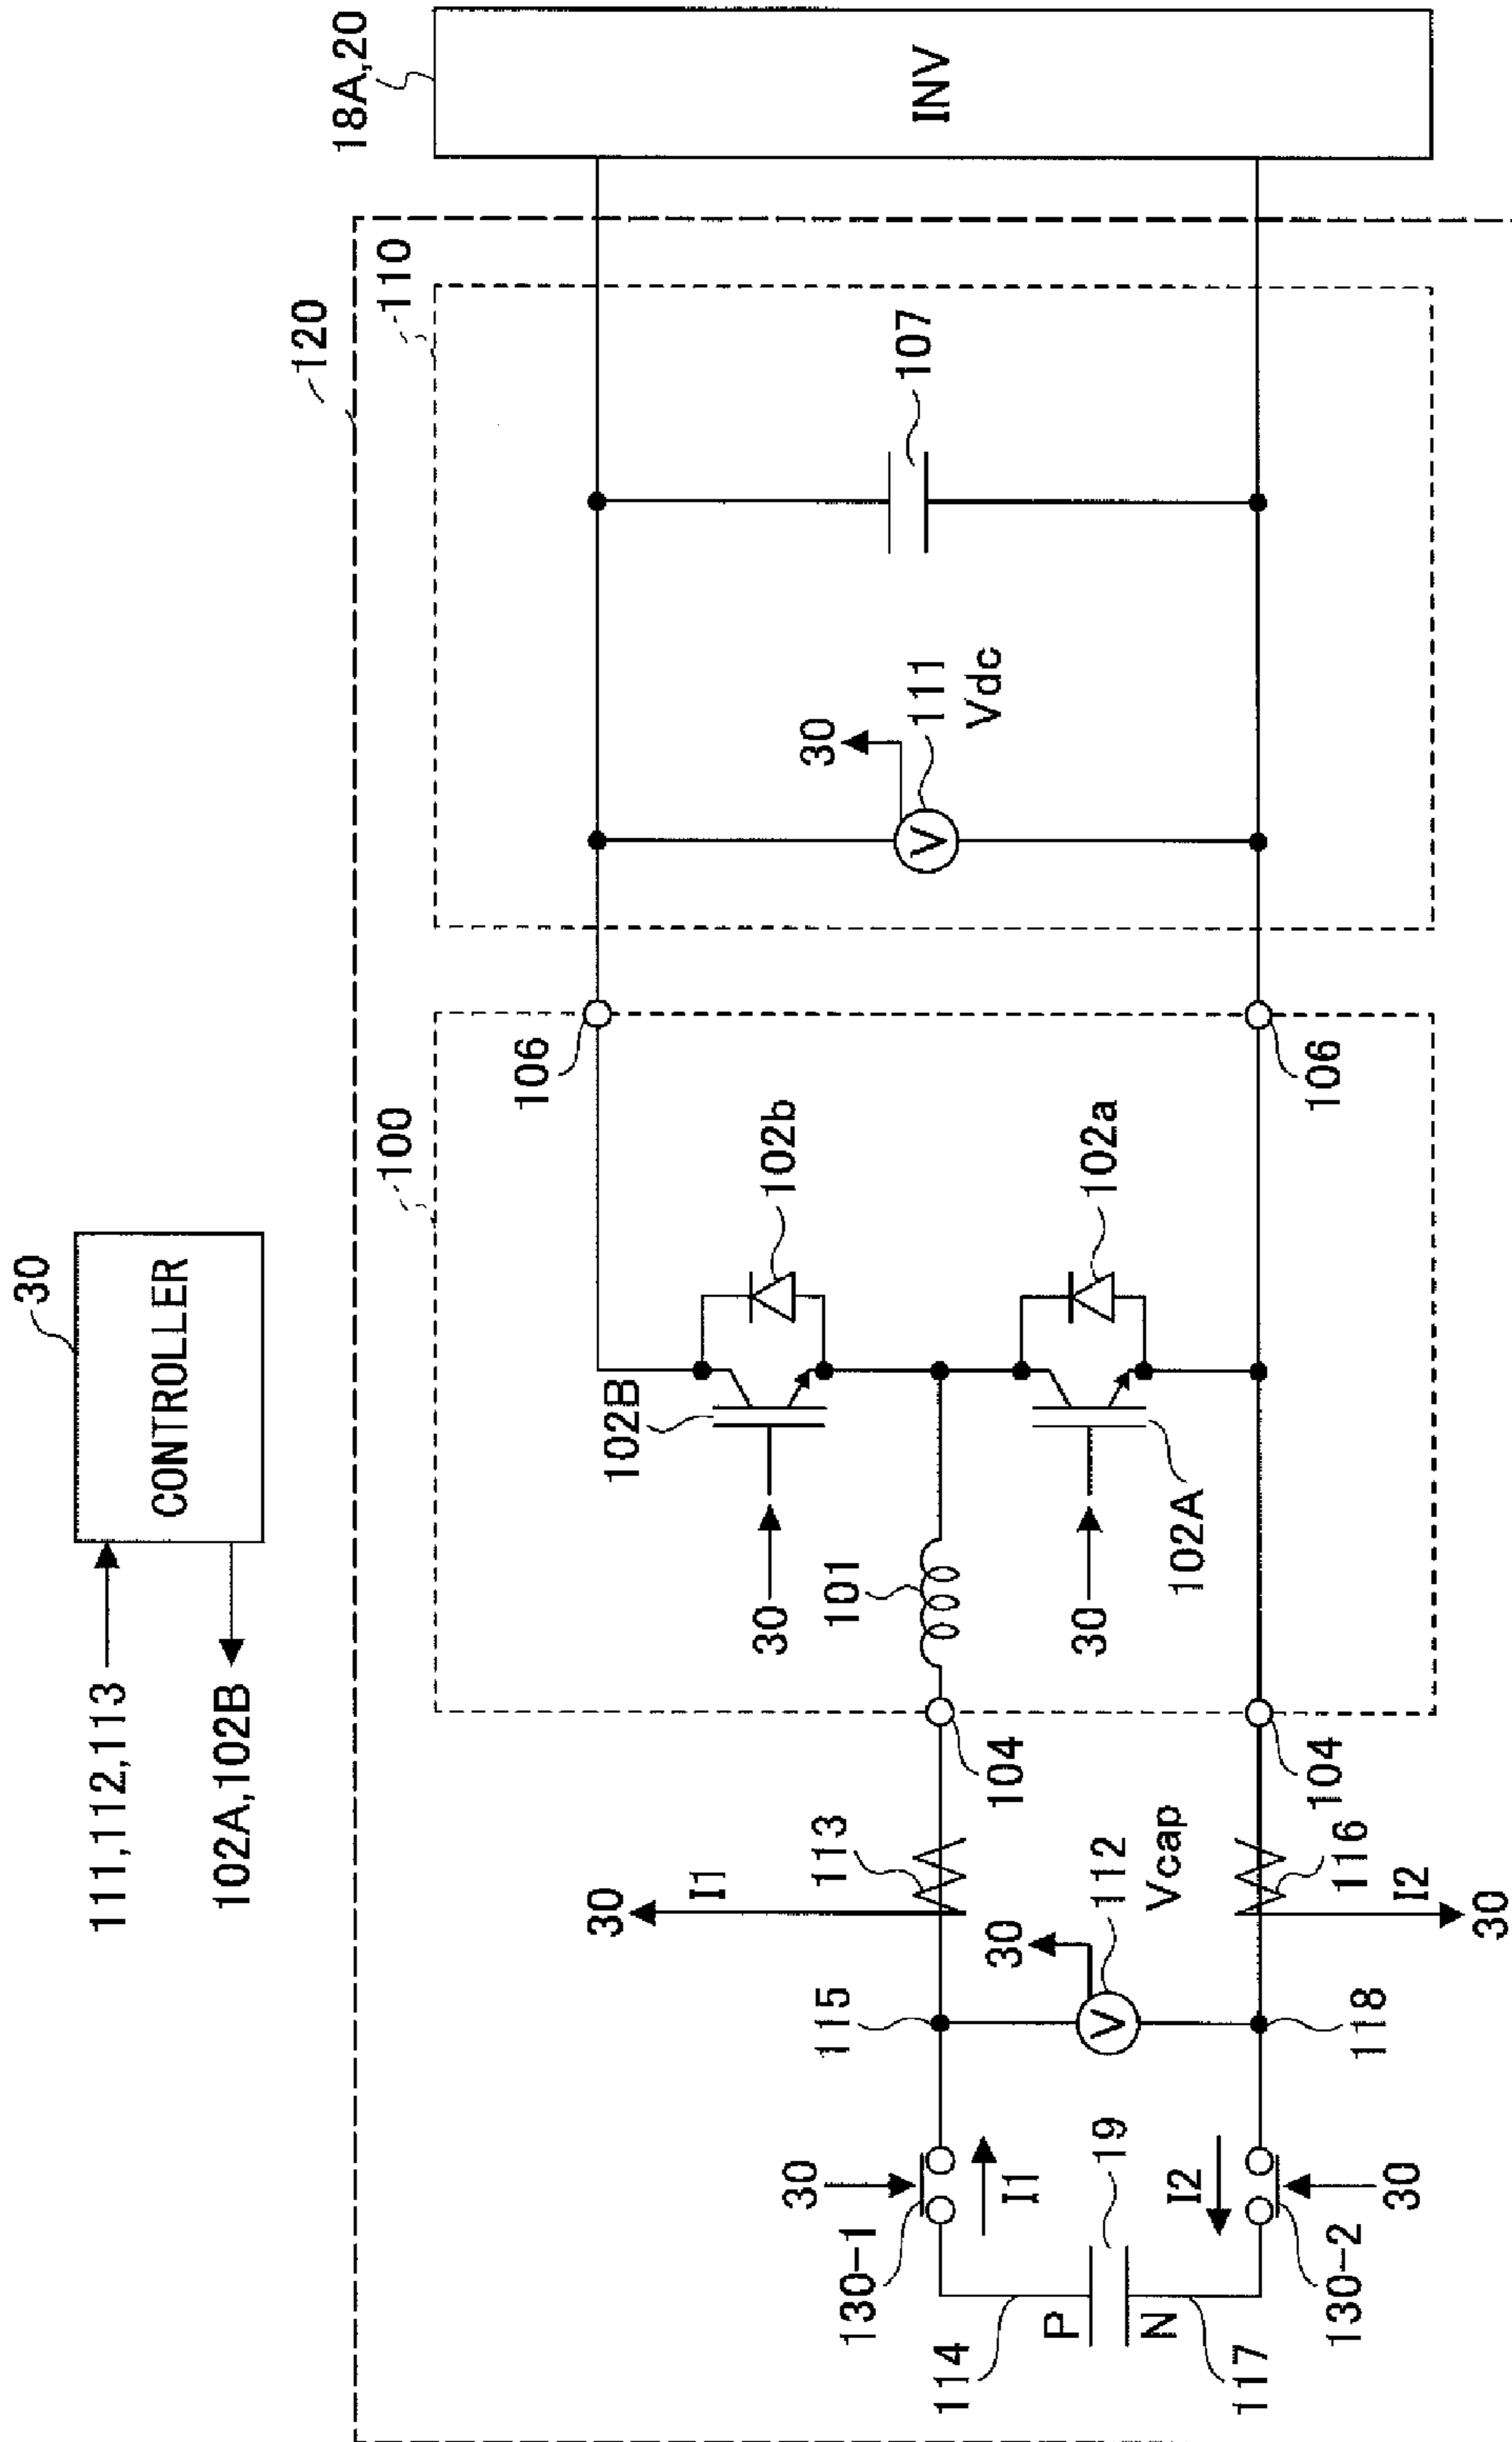 30
CONTROLLER
111,112,113
102A,102B
120
100
110
18A,20
INV
106
102B
102b
30
101
30
102A
102a
106
30
111
Vdc
107
104
104
30
I1
113
30
112
Vcap
116
I2
30
115
118
30
130-1
I1
19
I2
30
130-2
114
P
N
117